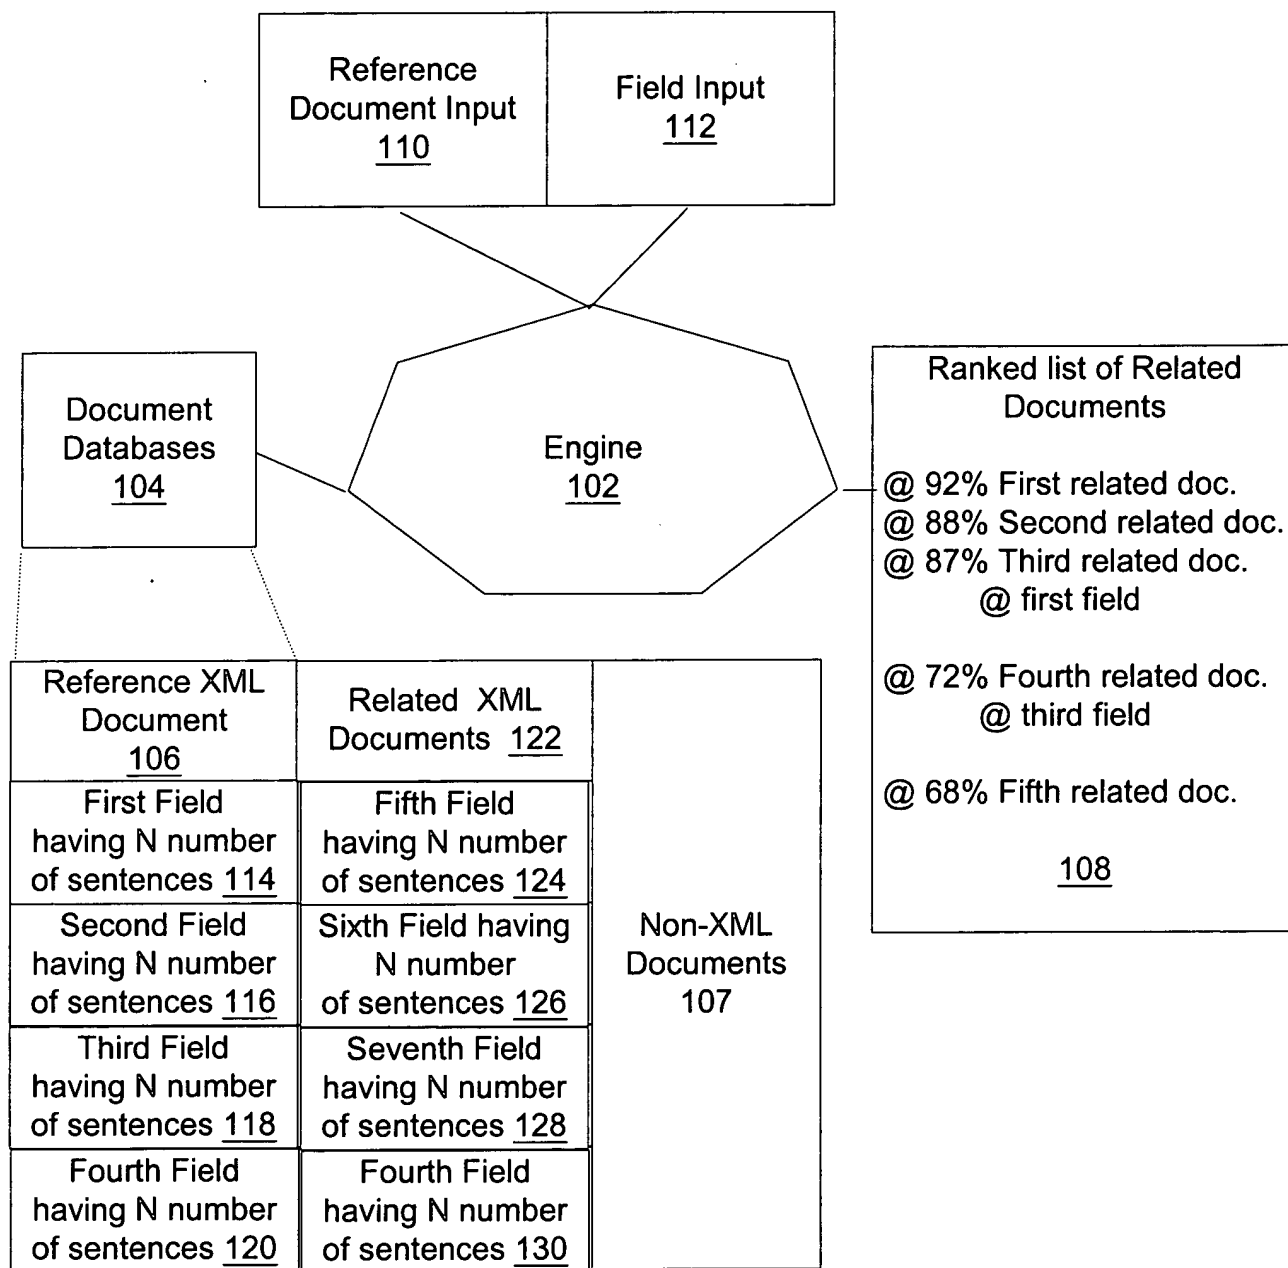 Reference
Document Input
110
Field Input
112
Document
Databases
104
Engine
102
Ranked list of Related
Documents
@ 92% First related doc.
@ 88% Second related doc.
@ 87% Third related doc.
@ first field
@ 72% Fourth related doc.
@ third field
@ 68% Fifth related doc.
108
Reference XML
Document
106
Related XML
Documents 122
First Field
having N number
of sentences 114
Fifth Field
having N number
of sentences 124
Second Field
having N number
of sentences 116
Sixth Field having
N number
of sentences 126
Third Field
having N number
of sentences 118
Seventh Field
having N number
of sentences 128
Fourth Field
having N number
of sentences 120
Fourth Field
having N number
of sentences 130
Non-XML
Documents
107